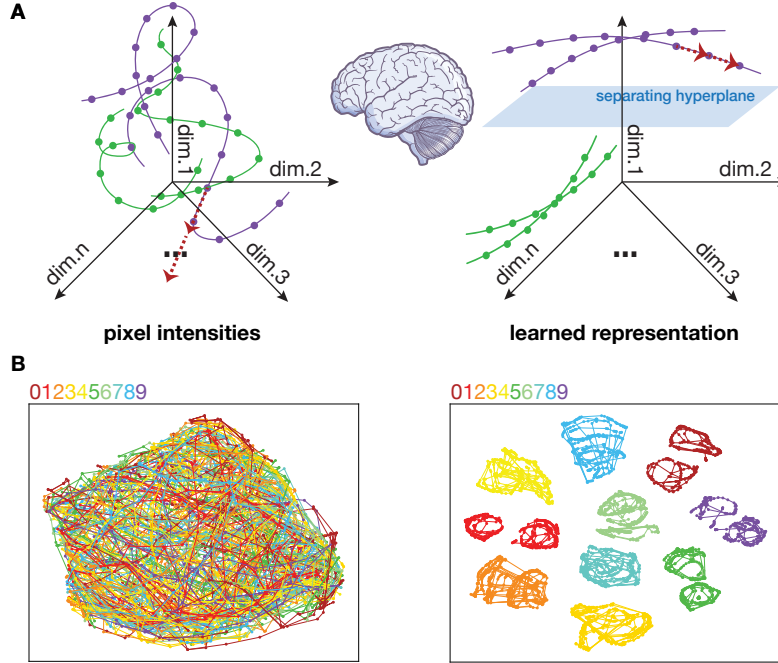 A
dim.1
dim.2
dim.3
dim.n
...
pixel intensities
separating hyperplane
dim.1
dim.2
dim.3
dim.n
...
learned representation
B
0123456789
0123456789